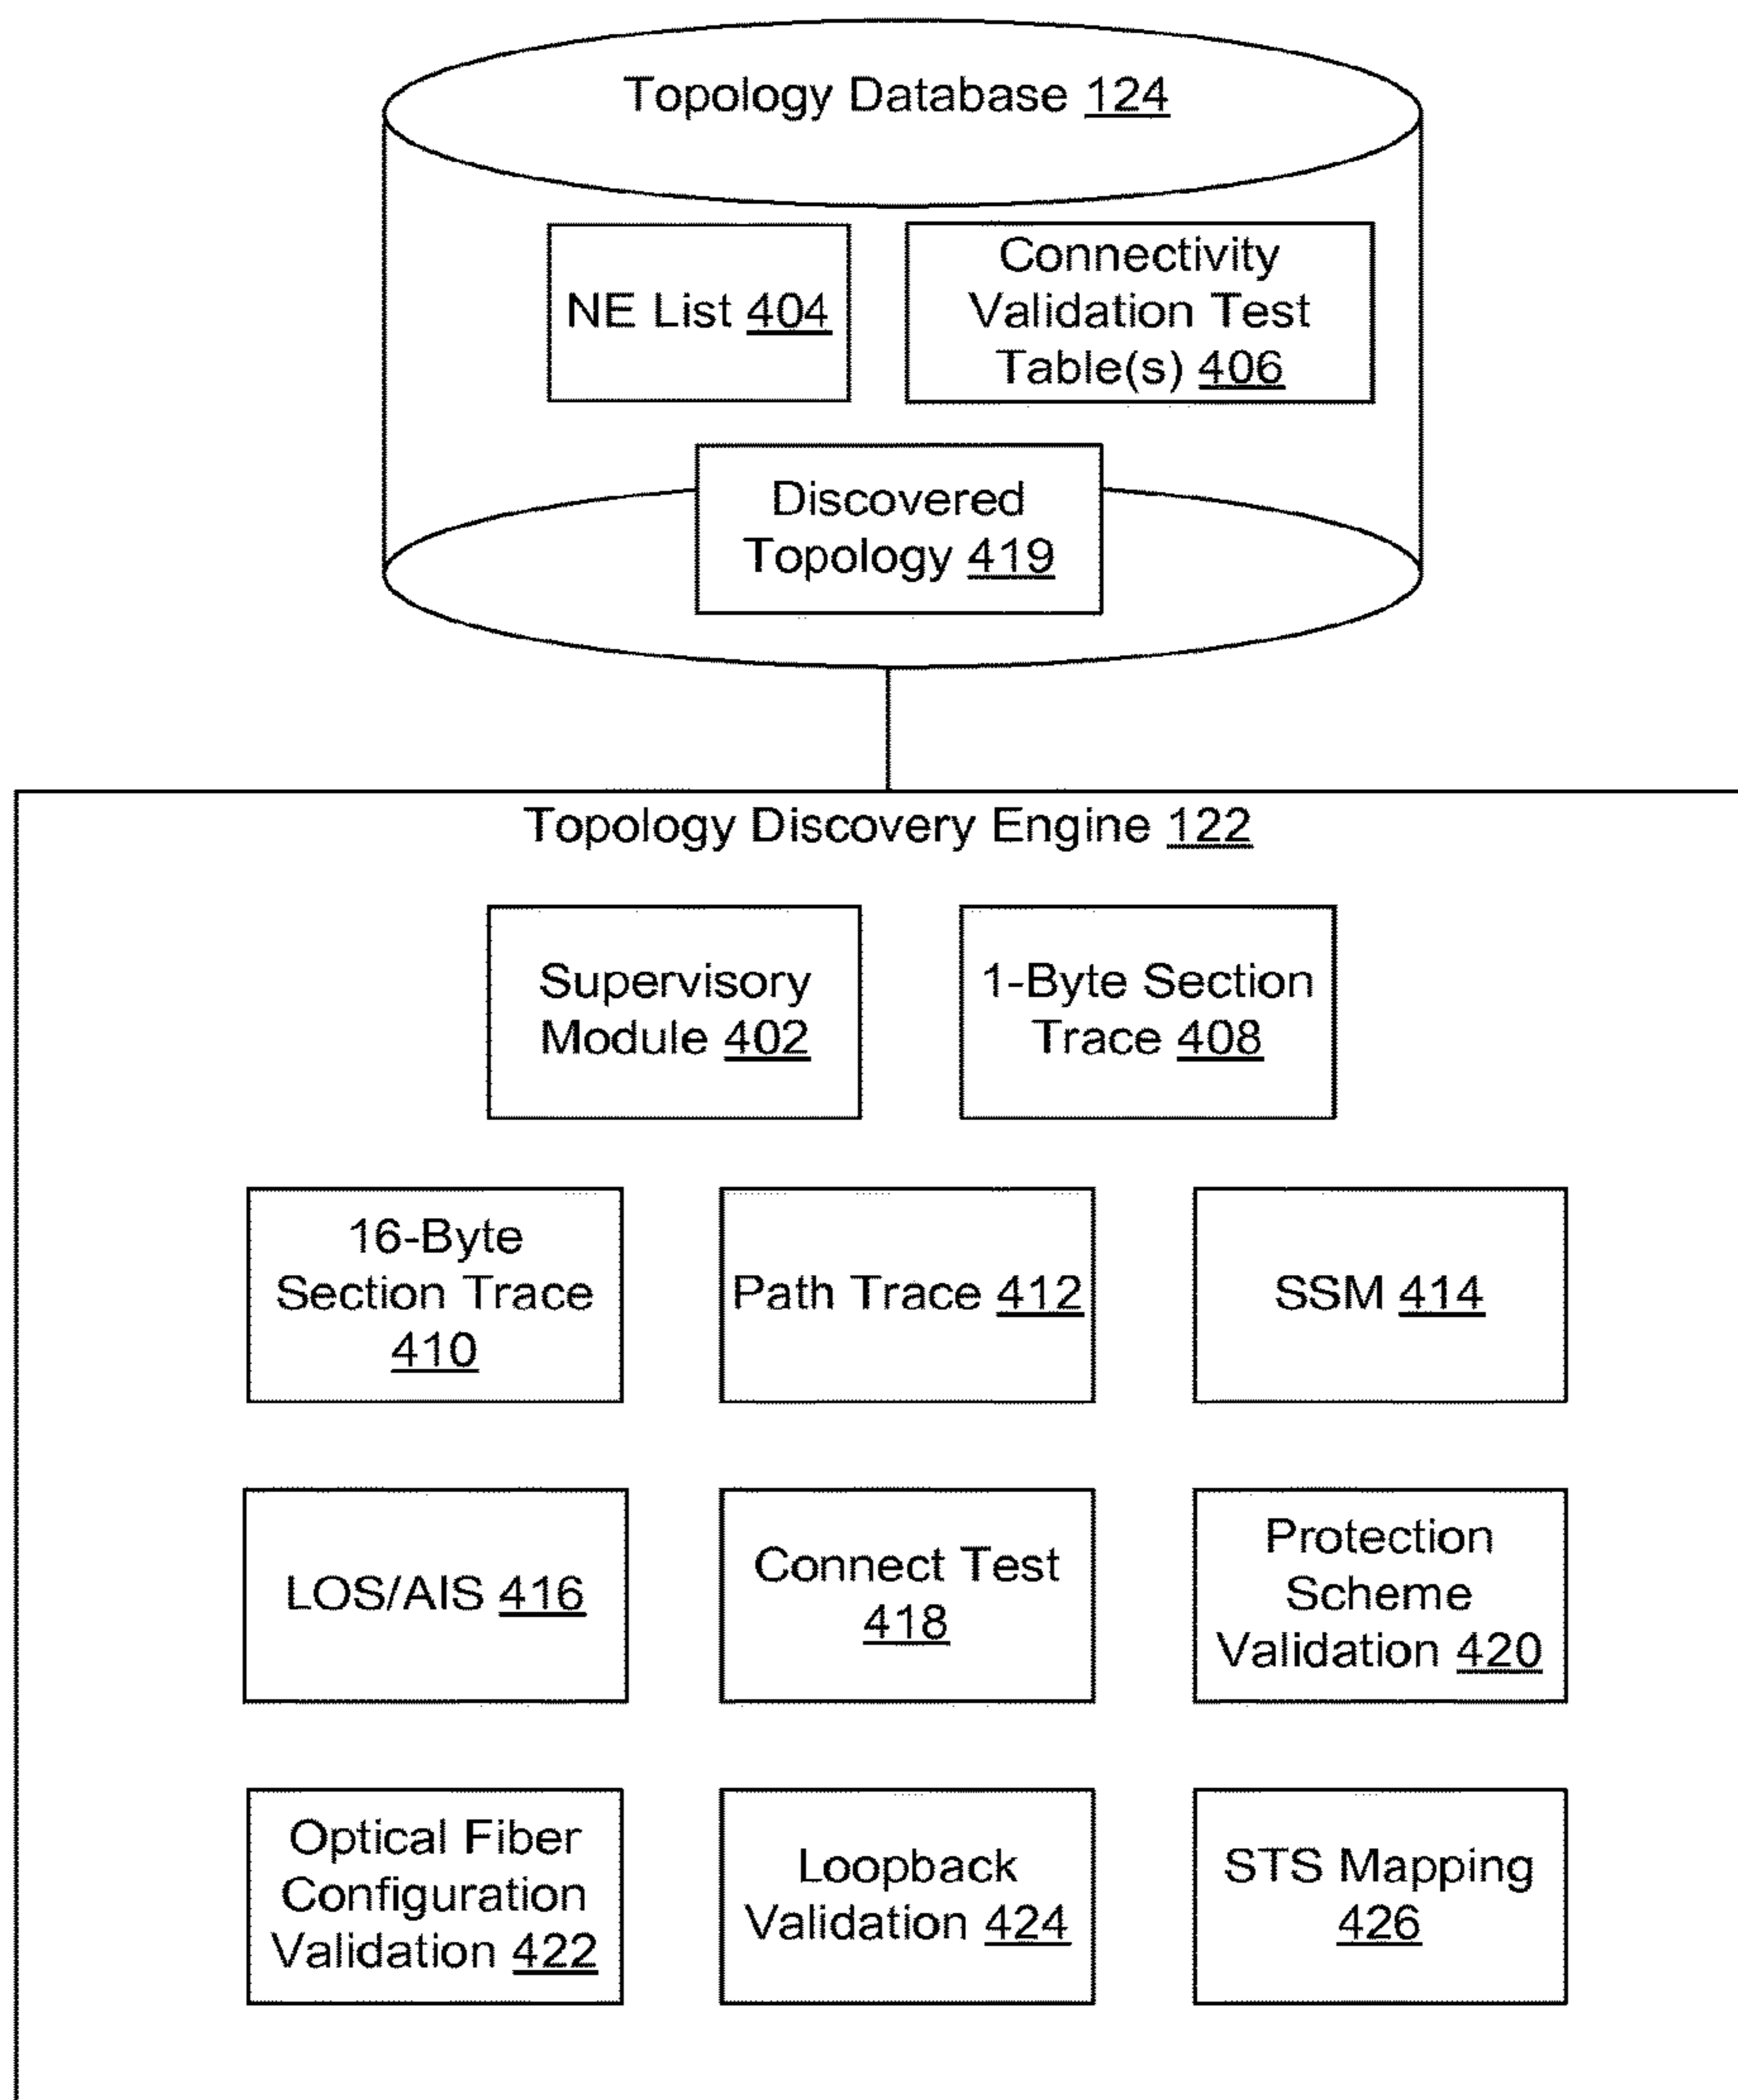 Topology Database 124
NE List 404
Connectivity
Validation Test
Table(s) 406
Discovered
Topology 419
Topology Discovery Engine 122
Supervisory
Module 402
1-Byte Section
Trace 408
16-Byte
Section Trace
410
Path Trace 412
SSM 414
LOS/AIS 416
Connect Test
418
Protection
Scheme
Validation 420
Optical Fiber
Configuration
Validation 422
Loopback
Validation 424
STS Mapping
426